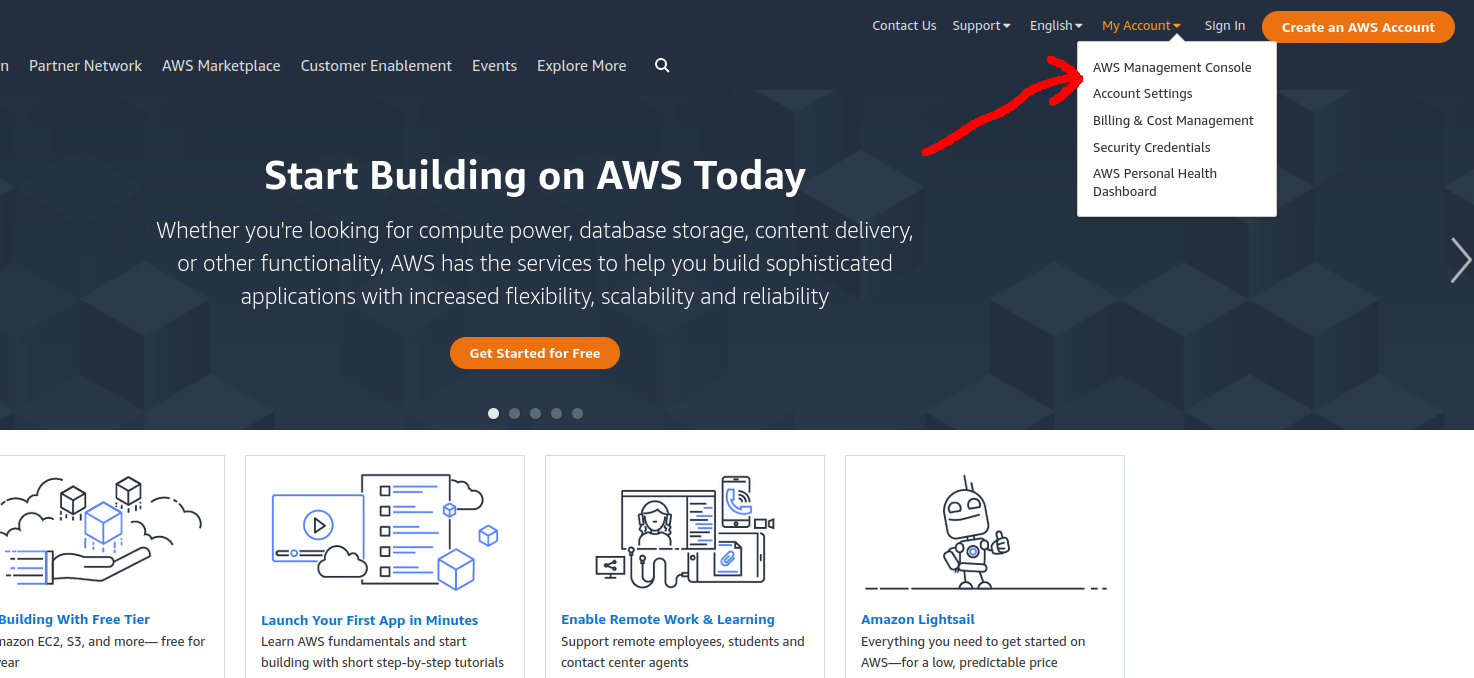 Contact Us Support English My Account Sign In Create an AWS Account
n Partner Network AWS Marketplace Customer Enablement Events Explore More
AWS Management Console
Account Settings
Billing & Cost Management
Security Credentials
AWS Personal Health
Dashboard
Start Building on AWS Today
Whether you're looking for compute power, database storage, content delivery,
or other functionality, AWS has the services to help you build sophisticated
applications with increased flexibility, scalability and reliability
Get Started for Free
Building With Free Tier
mazon EC2, S3, and more— free for
year
Launch Your First App in Minutes
Learn AWS fundamentals and start
building with short step-by-step tutorials
Enable Remote Work & Learning
Support remote employees, students and
contact center agents
Amazon Lightsail
Everything you need to get started on
AWS—for a low, predictable price